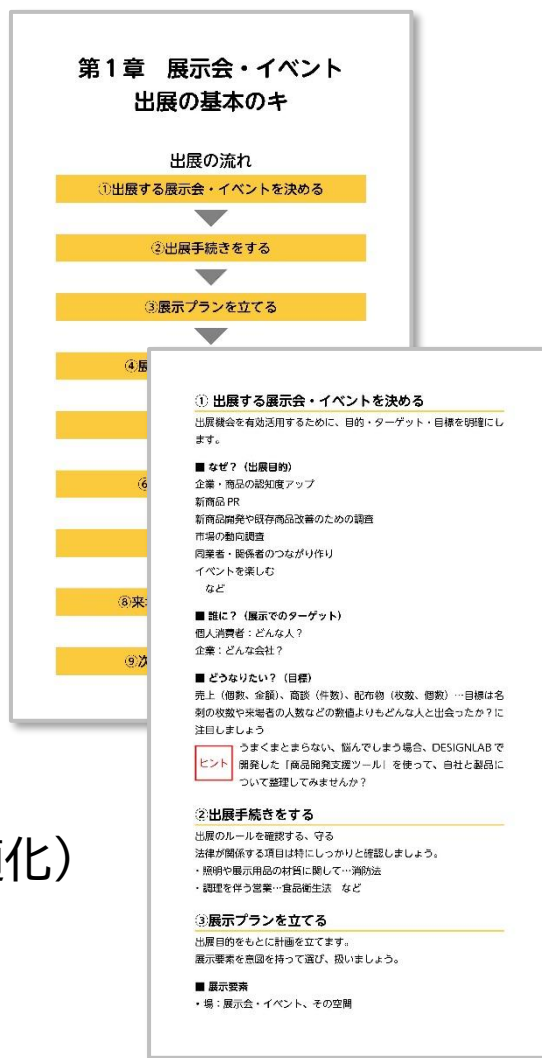 第１章　展示会・イベント
出展の基本のキ
出展の流れ
①出展する展示会・イベントを決める
②出展手続きをする
③展示プランを立てる
④展
⑥
⑧来
⑨次
① 出展する展示会・イベントを決める
出展機会を有効活用するために、目的・ターゲット・目標を明確にし
ます。
■ なぜ？（出展目的）
企業・商品の認知度アップ
新商品 PR
新商品開発や既存商品改善のための調査
市場の動向調査
同業者・関係者のつながり作り
イベントを楽しむ
など
■ 誰に？（展示でのターゲット）
個人消費者：どんな人？
企業：どんな会社？
■ どうなりたい？（目標）
売上（個数、金額）、商談（件数）、配布物（枚数、個数）…目標は名
刺の枚数や来場者の人数などの数値よりもどんな人と出会ったか？に
注目しましょう
ヒント
うまくまとまらない、悩んでしまう場合、DESIGNLAB で
開発した「商品開発支援ツール」を使って、自社と製品に
ついて整理してみませんか？
②出展手続きをする
出展のルールを確認する、守る
法律が関係する項目は特にしっかりと確認しましょう。
・照明や展示用品の材質に関して…消防法
・調理を伴う営業…食品衛生法　など
③展示プランを立てる
出展目的をもとに計画を立てます。
展示要素を意図を持って選び、扱いましょう。
■ 展示要素
・場：展示会・イベント、その空間
化）